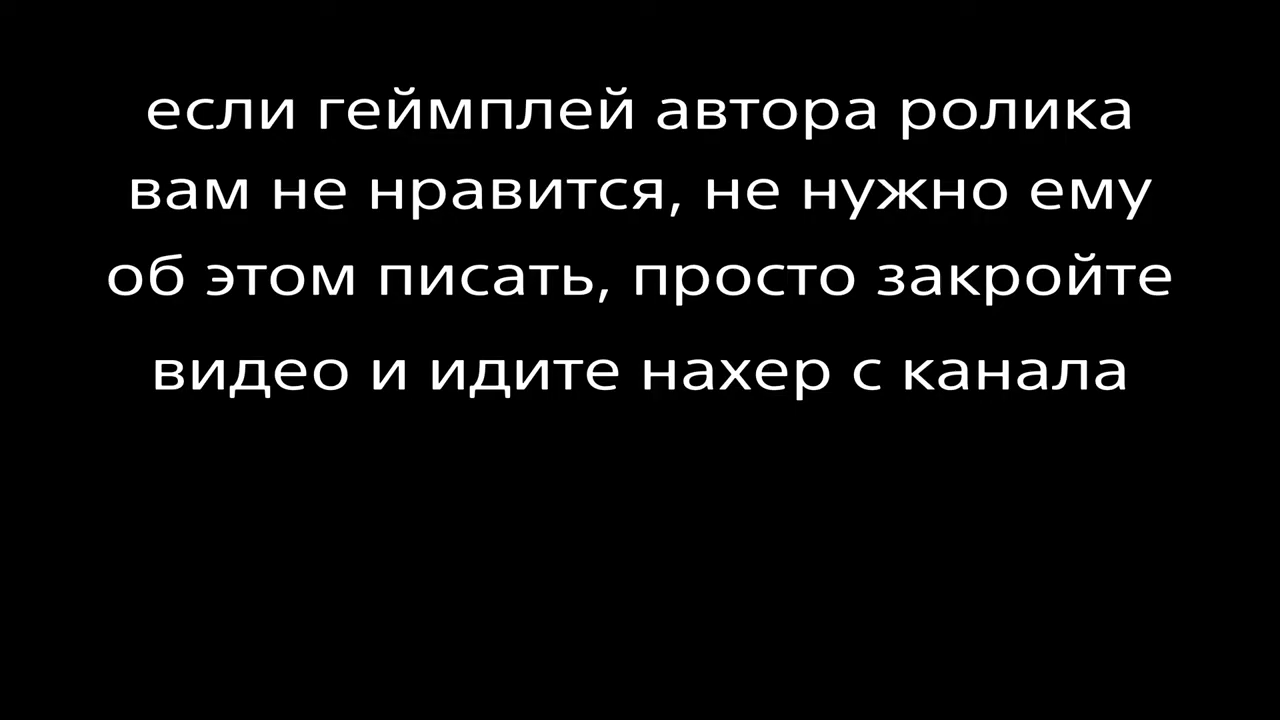 если геймплей автора ролика
вам не нравится, не нужно ему
об этом писать, просто закройте
видео и идите нахер с канала